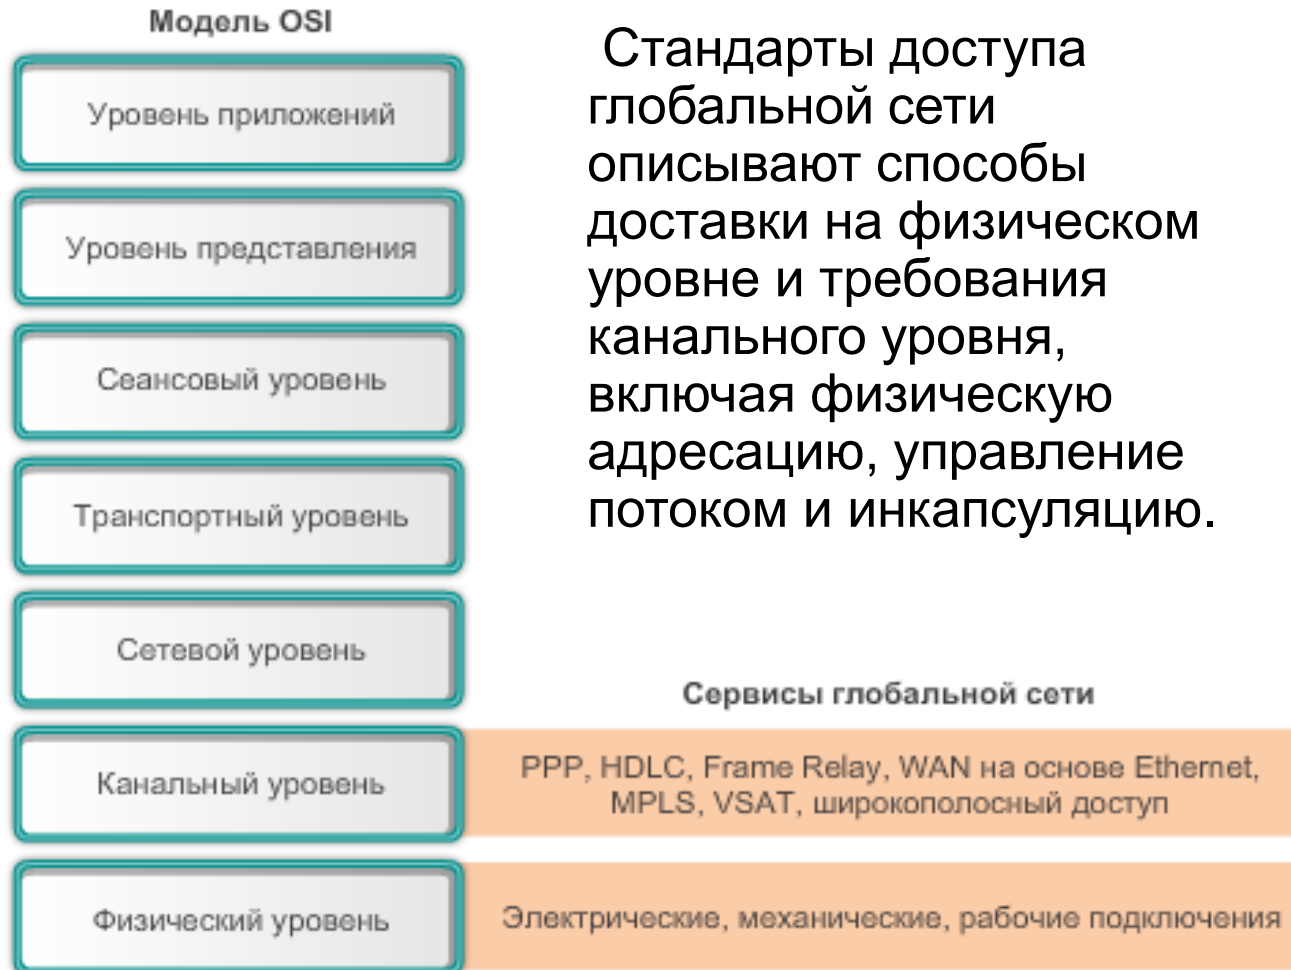 Модель OSI
Уровень приложений
Уровень представления
Сеансовый уровень
Транспортный уровень
Сетевой уровень
Канальный уровень
Физический уровень
Стандарты доступа
глобальной сети
описывают способы
доставки на физическом
уровне и требования
канального уровня,
включая физическую
адресацию, управление
потоком и инкапсуляцию.
Сервисы глобальной сети
PPP, HDLC, Frame Relay, WAN на основе Ethernet,
MPLS, VSAT, широкополосный доступ
Электрические, механические, рабочие подключения